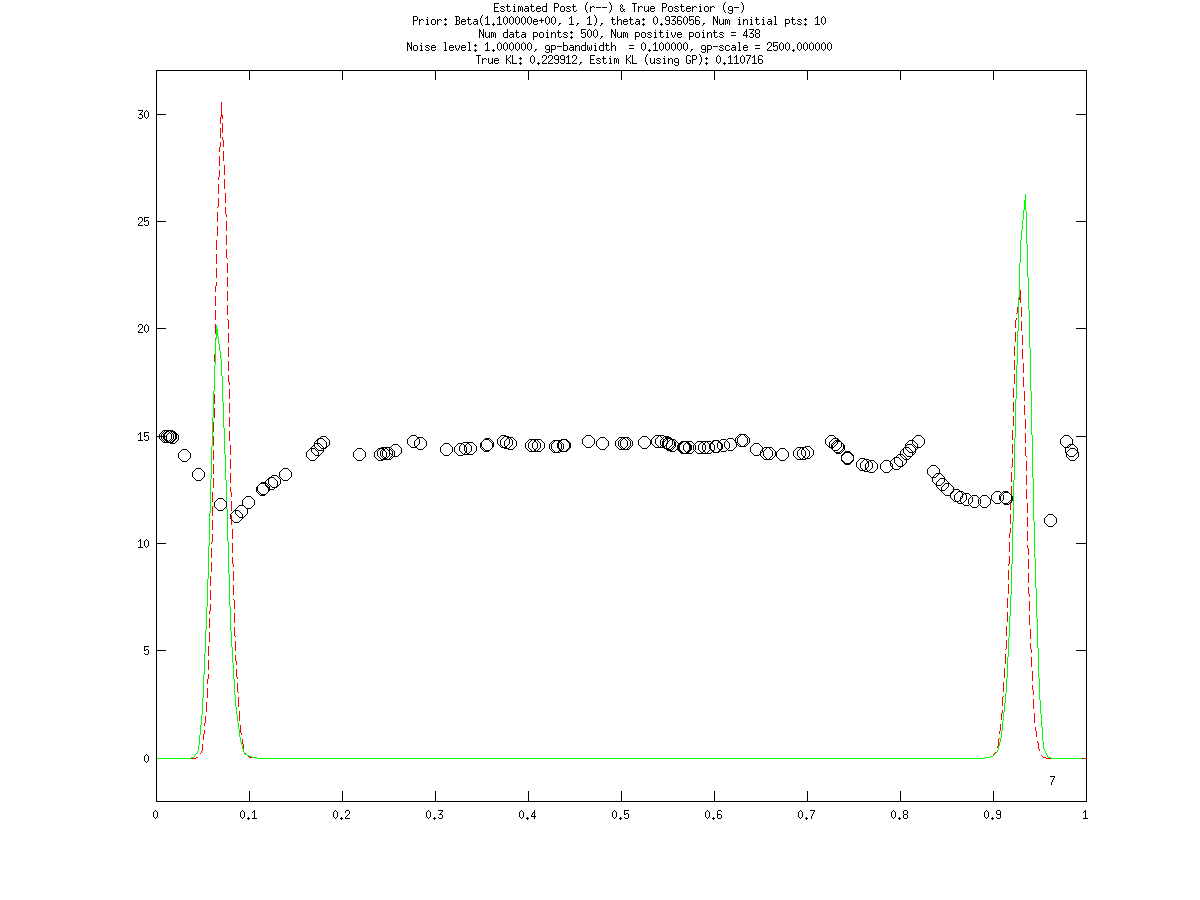 Estimated Post (r--) & True Posterior (g-)
Prior: Beta(1.100000e+00, 1, 1), theta: 0.936056, Num initial pts: 10
Num data points: 500, Num positive points = 438
Noise level: 1.000000, gp-bandwidth  = 0.100000, gp-scale = 2500.000000
True KL: 0.229912, Estim KL (using GP): 0.110716
30
25
20
15
10
5
0
7
0 0.1 0.2 0.3 0.4 0.5 0.6 0.7 0.8 0.9 1